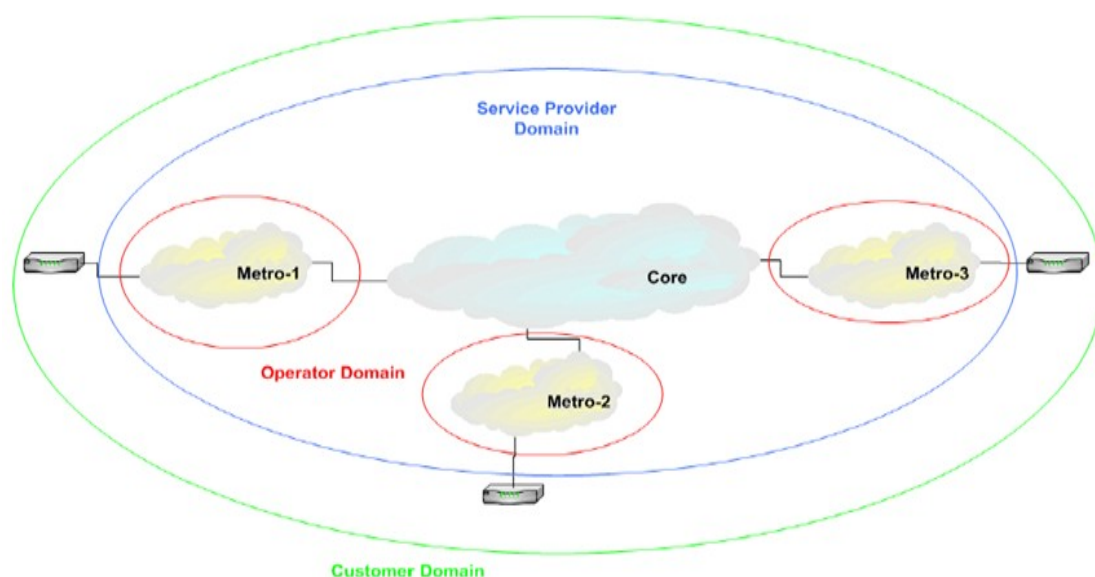 Service Provider
Domain
Metro-1
Core
Metro-3
Operator Domain
Metro-2
Customer Domain